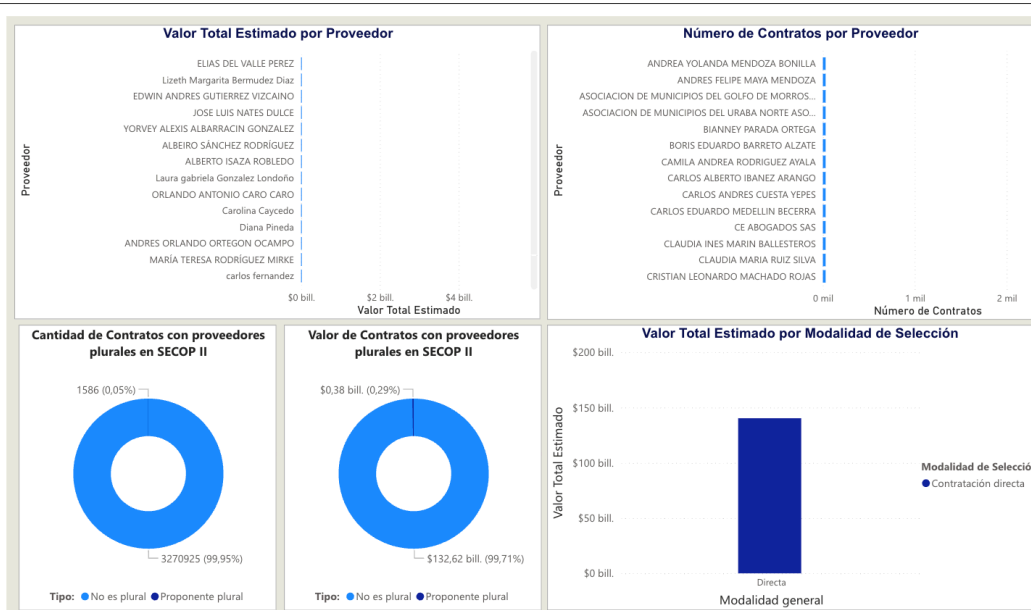 Valor Total Estimado por Proveedor
Proveedor
ELIAS DEL VALLE PEREZ
Lizeth Margarita Bermudez Diaz
EDWIN ANDRES GUTIERREZ VIZCAINO
JOSE LUIS NATES DULCE
YORVEY ALEXIS ALBARRACIN GONZALEZ
ALBEIRO SÁNCHEZ RODRÍGUEZ
ALBERTO ISAZA ROBLEDO
Laura gabriela Gonzalez Londoño
ORLANDO ANTONIO CARO CARO
Carolina Caycedo
Diana Pineda
ANDRES ORLANDO ORTEGON OCAMPO
MARÍA TERESA RODRÍGUEZ MIRKE
carlos fernandez
$0 bill. $2 bill. $4 bill.
Valor Total Estimado
Número de Contratos por Proveedor
Proveedor
ANDREA YOLANDA MENDOZA BONILLA
ANDRES FELIPE MAYA MENDOZA
ASOCIACION DE MUNICIPIOS DEL GOLFO DE MORROS...
ASOCIACION DE MUNICIPIOS DEL URABA NORTE ASO...
BIANNEY PARADA ORTEGA
BORIS EDUARDO BARRETO ALZATE
CAMILA ANDREA RODRIGUEZ AYALA
CARLOS ALBERTO IBANEZ ARANGO
CARLOS ANDRES CUESTA YEPES
CARLOS EDUARDO MEDELLIN BECERRA
CE ABOGADOS SAS
CLAUDIA INES MARIN BALLESTEROS
CLAUDIA MARIA RUIZ SILVA
CRISTIAN LEONARDO MACHADO ROJAS
0 mil 1 mil 2 mil
Número de Contratos
Cantidad de Contratos con proveedores
plurales en SECOP II
1586 (0,05%)
3270925 (99,95%)
Tipo: No es plural Proponente plural
Valor de Contratos con proveedores
plurales en SECOP II
$0,38 bill. (0,29%)
$132,62 bill. (99,71%)
Tipo: No es plural Proponente plural
Valor Total Estimado por Modalidad de Selección
Valor Total Estimado
$200 bill.
$150 bill.
$100 bill.
$50 bill.
$0 bill.
Directa
Modalidad general
Modalidad de Selecció
Contratación directa